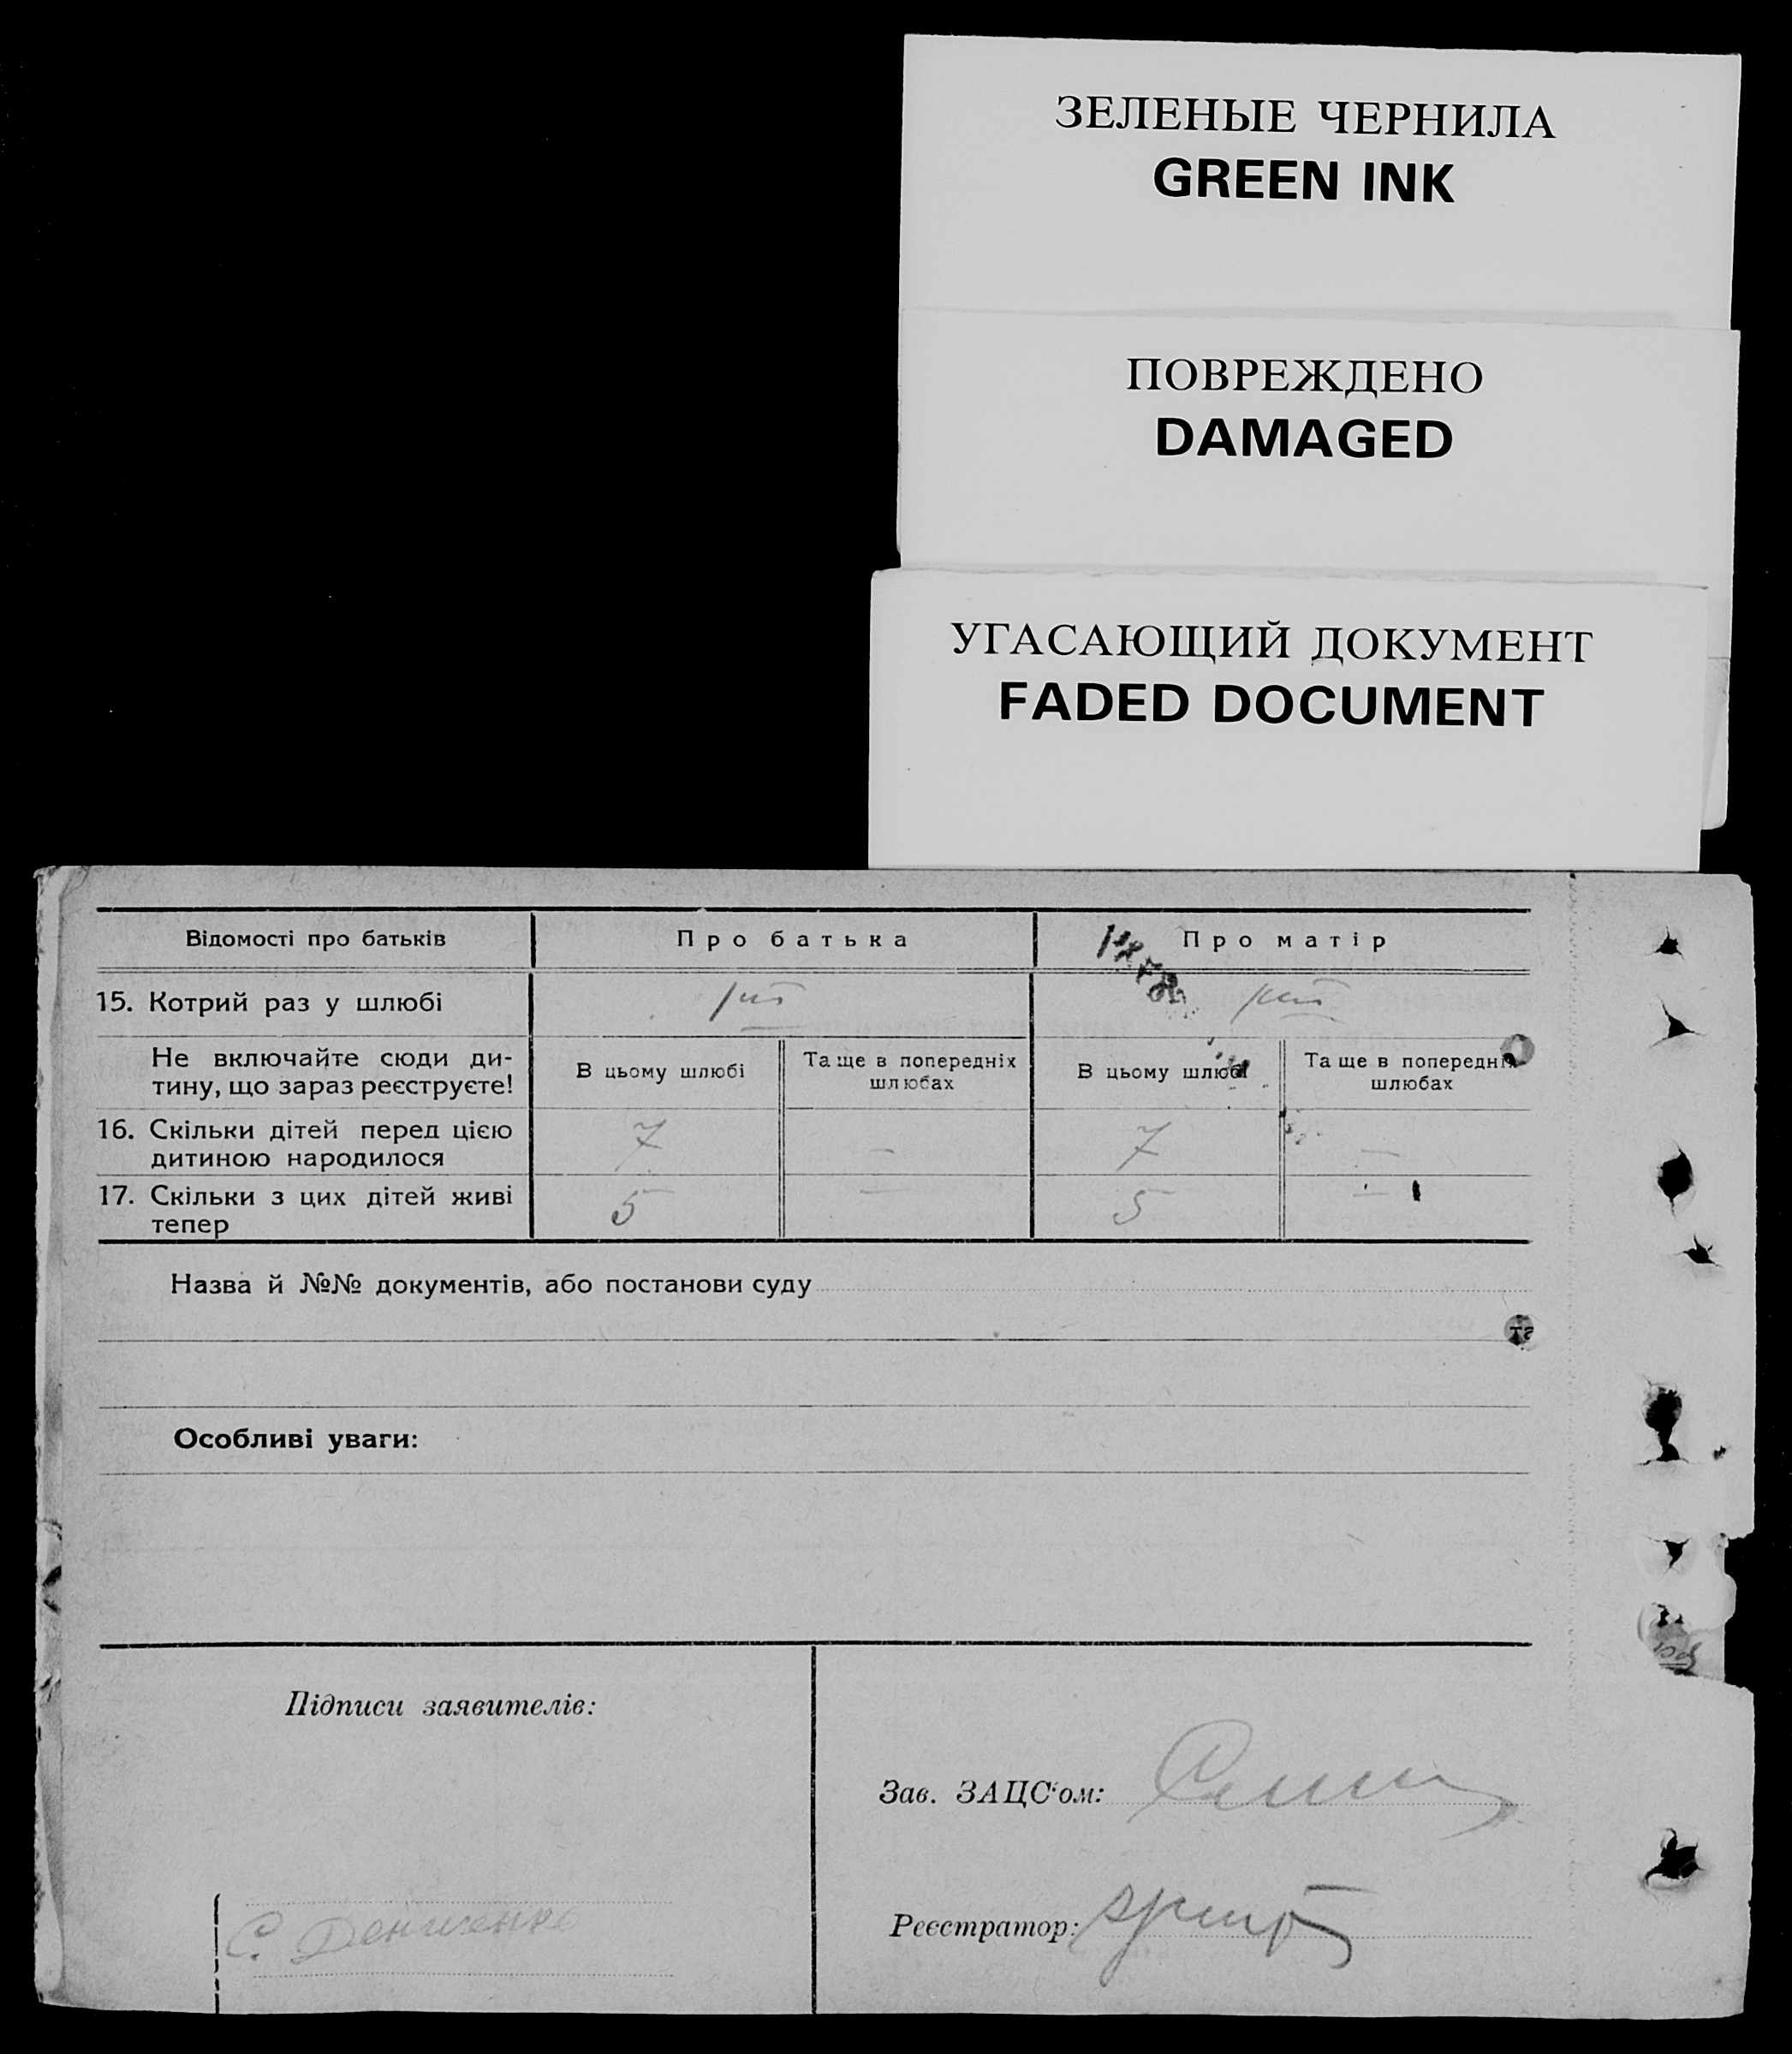 ЗЕЛЕНЫЕ ЧЕРНИЛА
GREEN INK
ПОВРЕЖДЕНО
DAMAGED
УГАСАЮЩИЙ ДОКУМЕНТ
FADED DOCUMENT
Відомості про батьків Про батька Про матір
15. Котрий раз у шлюбі
Не включайте сюди ди-
тину, що зараз реєструєте!
В цьому шлюбі
Та ще в попередніх
шлюбах
В цьому шлюбі
Та ще в попередніх
шлюбах
16. Скільки дітей перед цією
дитиною народилося
7 — 7 —
17. Скільки з цих дітей живі
тепер
5 — 5 —
Назва й №№ документів, або постанови суду
Особливі уваги:
Підписи заявителів:
Зав. ЗАЦС'ом:
Реєстратор:
С.